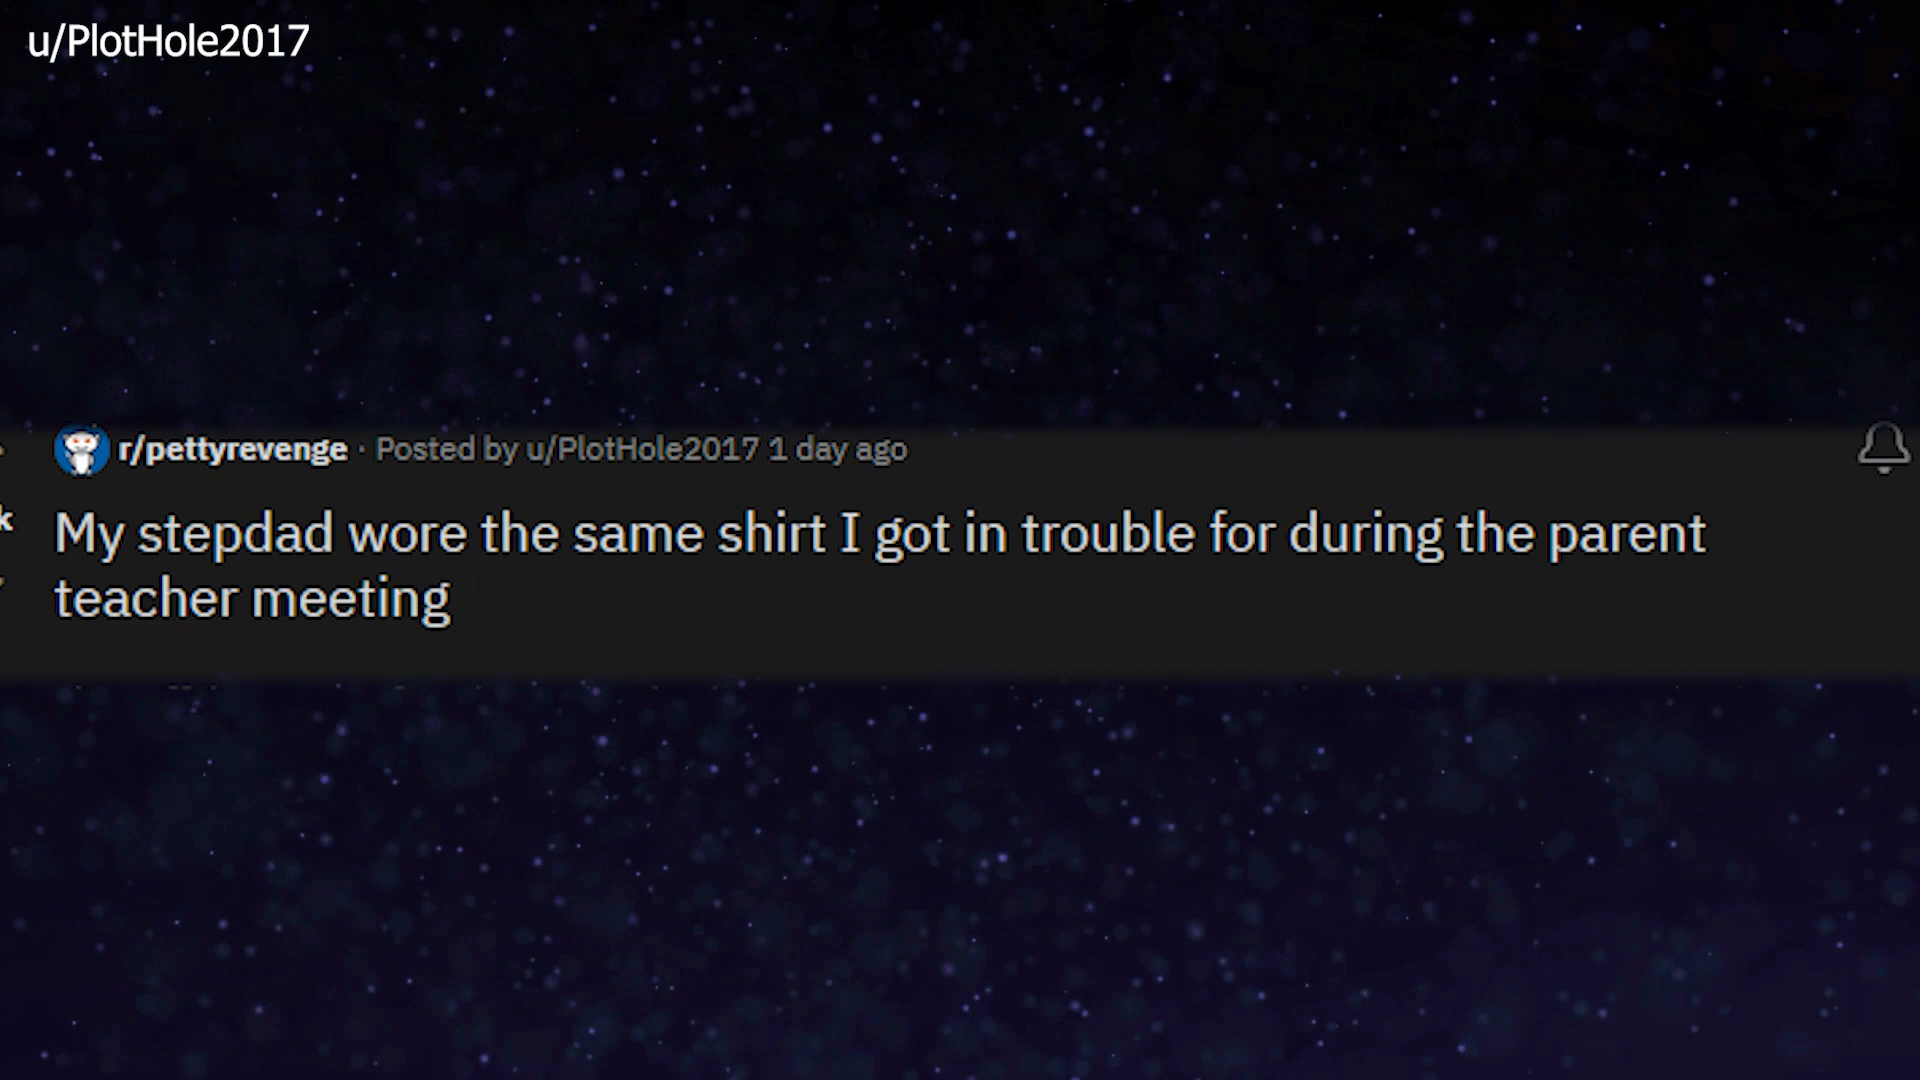 u/PlotHole2017
r/pettyrevenge · Posted by u/PlotHole2017 1 day ago
My stepdad wore the same shirt I got in trouble for during the parent
teacher meeting